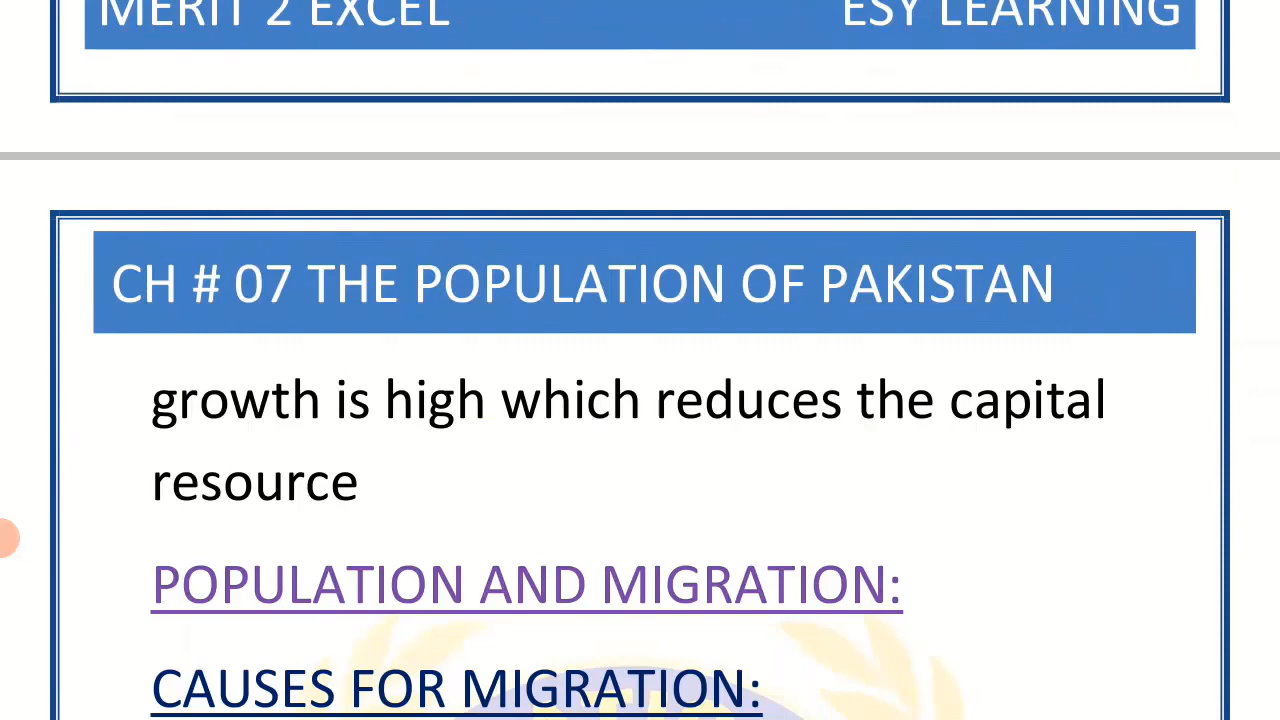 MERIT 2 EXCEL ESY LEARNING
CH # 07 THE POPULATION OF PAKISTAN
growth is high which reduces the capital
resource
POPULATION AND MIGRATION:
CAUSES FOR MIGRATION: